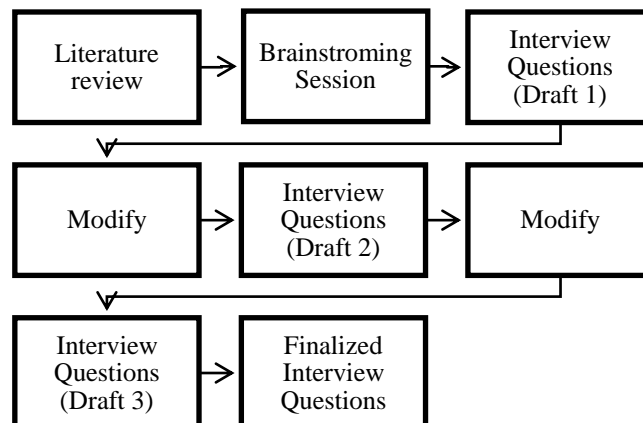 Literature
review
Brainstroming
Session
Interview
Questions
(Draft 1)
Modify
Interview
Questions
(Draft 2)
Modify
Interview
Questions
(Draft 3)
Finalized
Interview
Questions